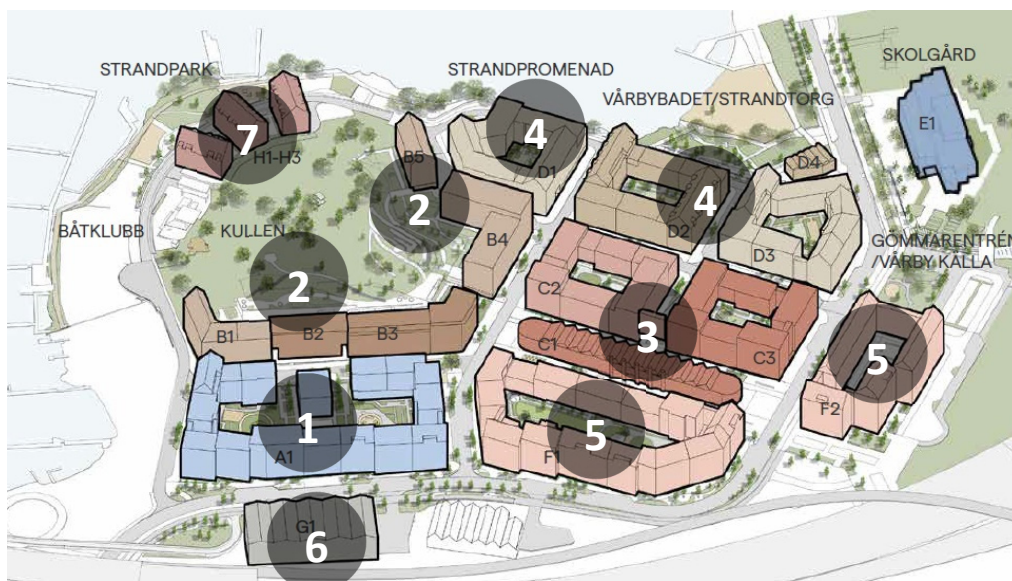 SKOLGÅRD
STRANDPARK
STRANDPROMENAD
VÅRBYBADET/STRANDTORG
E1
7
H1-H3
B5
4
D1
D4
2
4
BÅTKLUBB
KULLEN
B4
D2
D3
GÖMMARENTRÉN
/VÅRBY KÄLLA
2
C2
B1
B2
B3
C1
3
C3
5
F2
1
A1
5
F1
G1
6